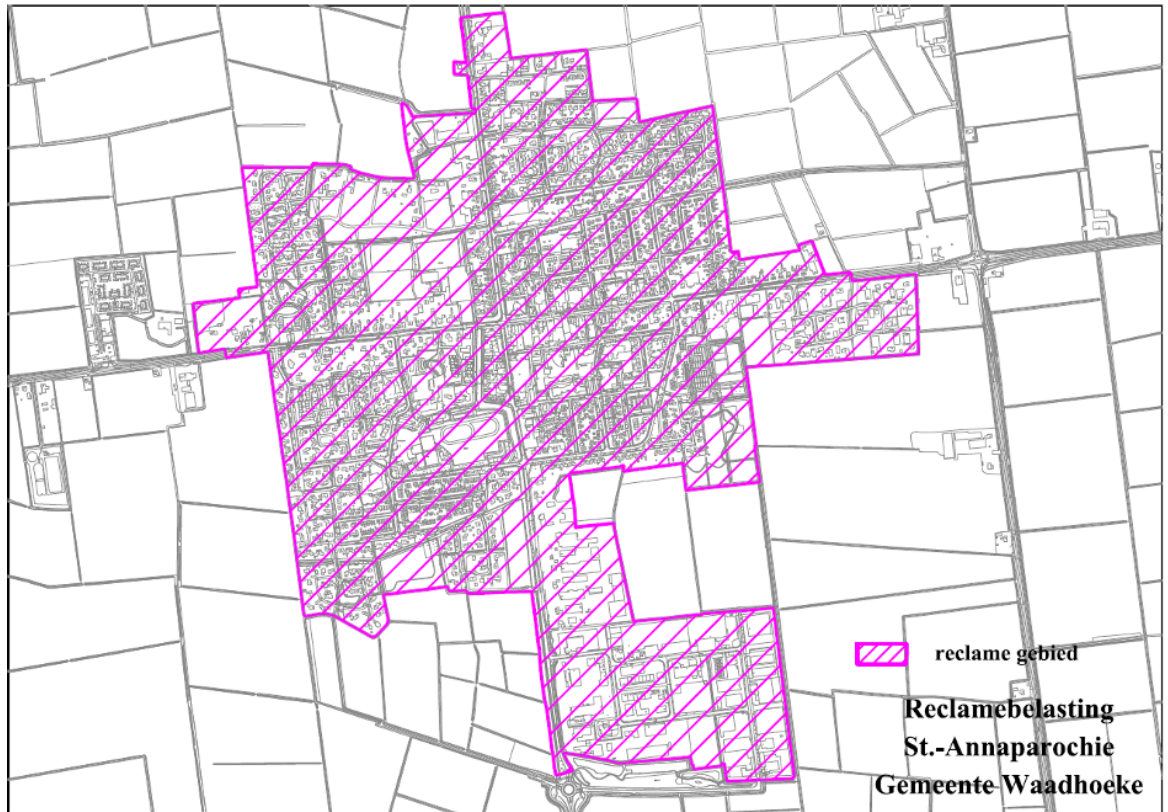 reclame gebied
Reclamebelasting
St.-Annaparochie
Gemeente Waadhoeke